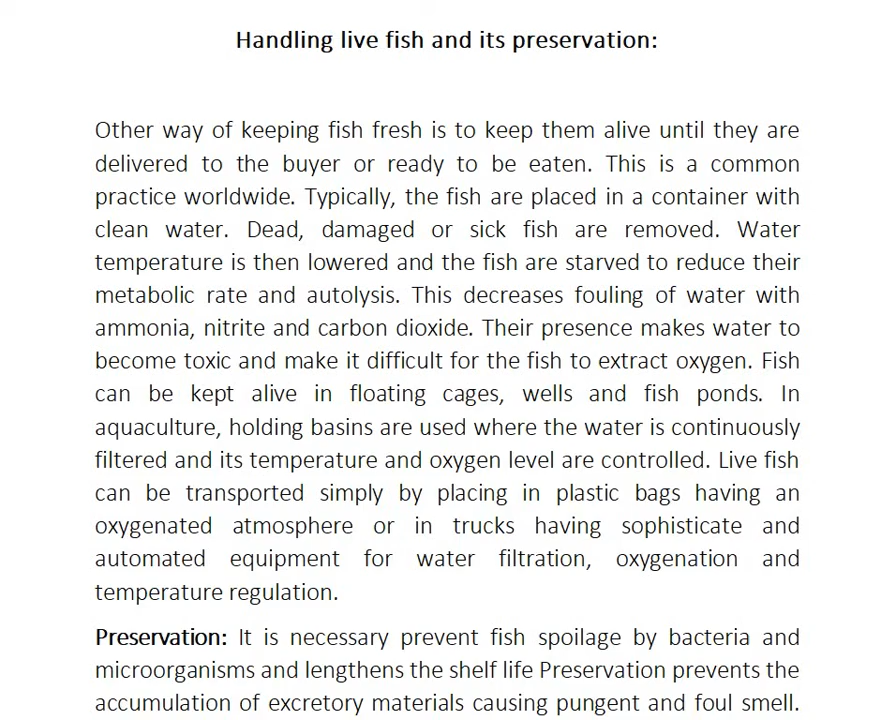 Handling live fish and its preservation:
Other way of keeping fish fresh is to keep them alive until they are
delivered to the buyer or ready to be eaten. This is a common
practice worldwide. Typically, the fish are placed in a container with
clean water. Dead, damaged or sick fish are removed. Water
temperature is then lowered and the fish are starved to reduce their
metabolic rate and autolysis. This decreases fouling of water with
ammonia, nitrite and carbon dioxide. Their presence makes water to
become toxic and make it difficult for the fish to extract oxygen. Fish
can be kept alive in floating cages, wells and fish ponds. In
aquaculture, holding basins are used where the water is continuously
filtered and its temperature and oxygen level are controlled. Live fish
can be transported simply by placing in plastic bags having an
oxygenated atmosphere or in trucks having sophisticate and
automated equipment for water filtration, oxygenation and
temperature regulation.
Preservation: It is necessary prevent fish spoilage by bacteria and
microorganisms and lengthens the shelf life Preservation prevents the
accumulation of excretory materials causing pungent and foul smell.